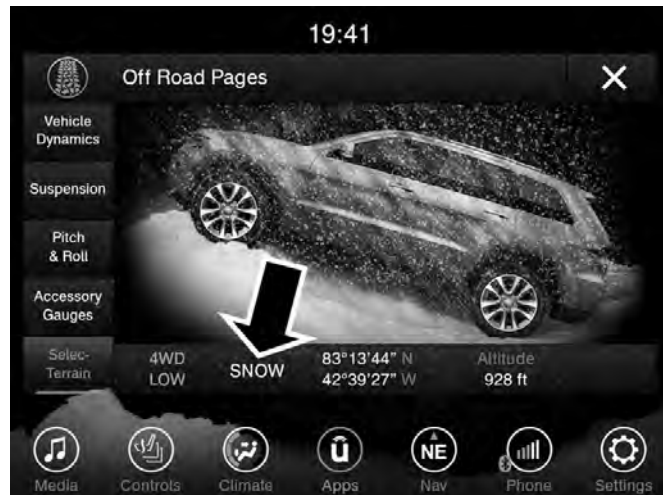 19:41
Off Road Pages
Vehicle
Dynamics
Suspension
Pitch
& Roll
Accessory
Gauges
Selec-
Terrain
4WD
LOW
SNOW
83°13'44" N
42°39'27" W
Altitude
928 ft
û
NE
Media
Controls
Climate
Apps
Nav
Phone
Settings